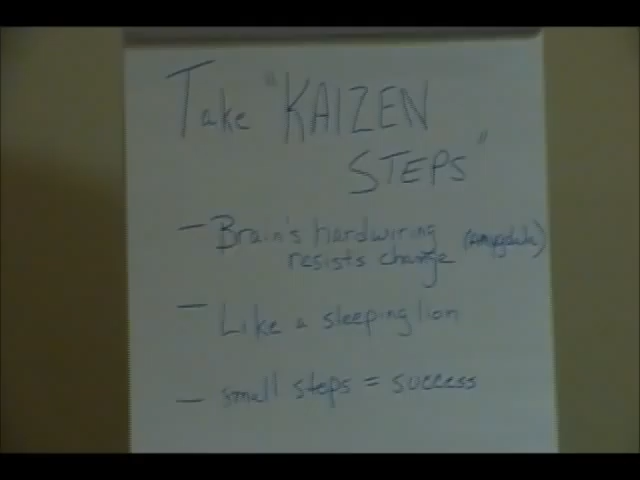 Take "KAIZEN
STEPS"
- Brain's hardwiring (amygdala)
resists change
- Like a sleeping lion
- small steps = success